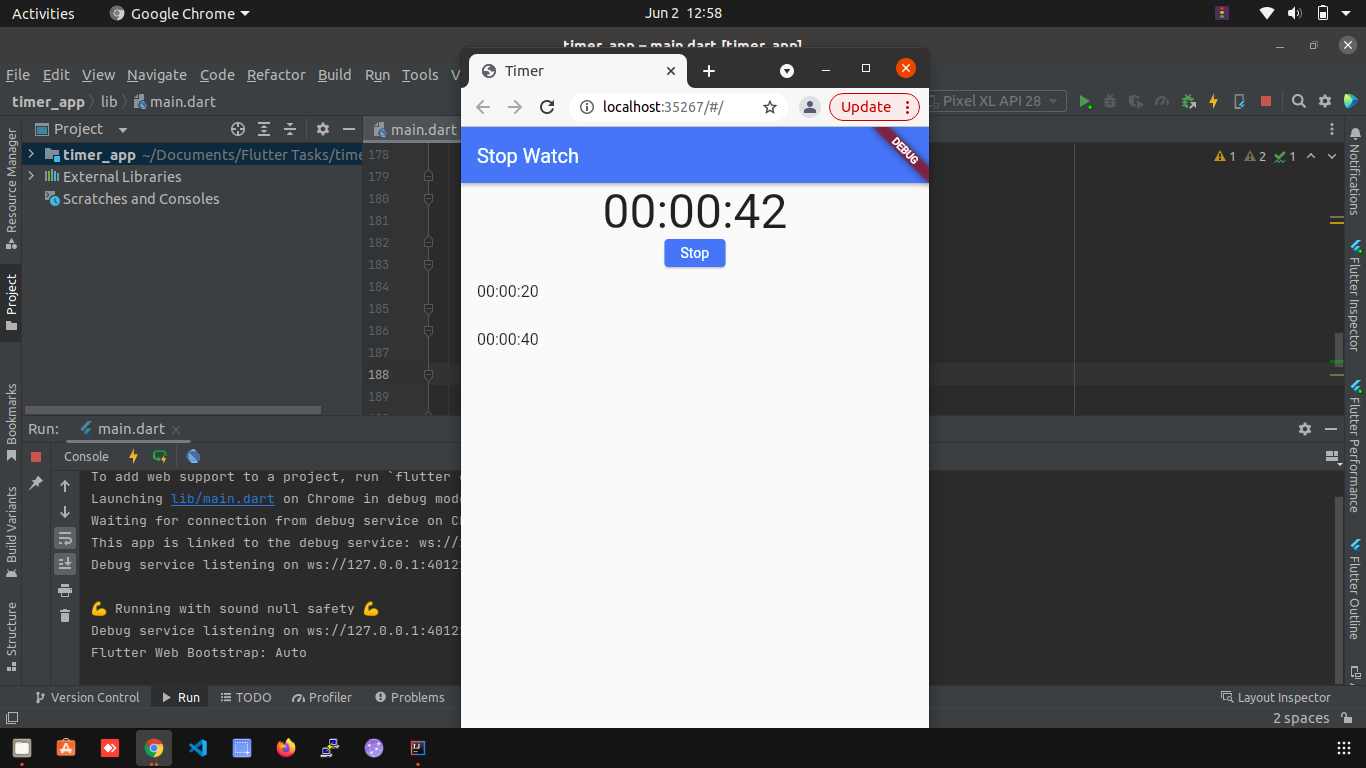 Activities
Google Chrome
Jun 2 12:58
timer_app – main.dart [timer_app]
File Edit View Navigate Code Refactor Build Run Tools V
timer_app lib main.dart
Pixel XL API 28
Timer
localhost:35267/#/
Update
Stop Watch
DEBUG
00:00:42
Stop
00:00:20
00:00:40
Project
main.dart
timer_app ~/Documents/Flutter Tasks/time
External Libraries
Scratches and Consoles
178
179
180
181
182
183
184
185
186
187
188
189
1 2 1
Resource Manager
Project
Bookmarks
Build Variants
Structure
Notifications
Flutter Inspector
Flutter Performance
Flutter Outline
Run: main.dart
Console
To add web support to a project, run `flutter
Launching lib/main.dart on Chrome in debug mod
Waiting for connection from debug service on C
This app is linked to the debug service: ws://
Debug service listening on ws://127.0.0.1:4012
💪 Running with sound null safety 💪
Debug service listening on ws://127.0.0.1:4012
Flutter Web Bootstrap: Auto
Version Control Run TODO Profiler Problems
Layout Inspector
2 spaces